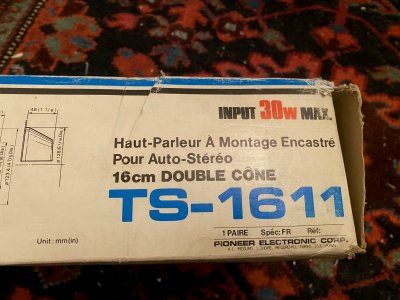 INPUT 30W MAX.
Haut-Parleur À Montage Encastré
Pour Auto-Stéréo
16cm DOUBLE CÔNE
TS-1611
1 PAIRE Spéc: FR Réf:
PIONEER ELECTRONIC CORP.
Unit : mm(in)